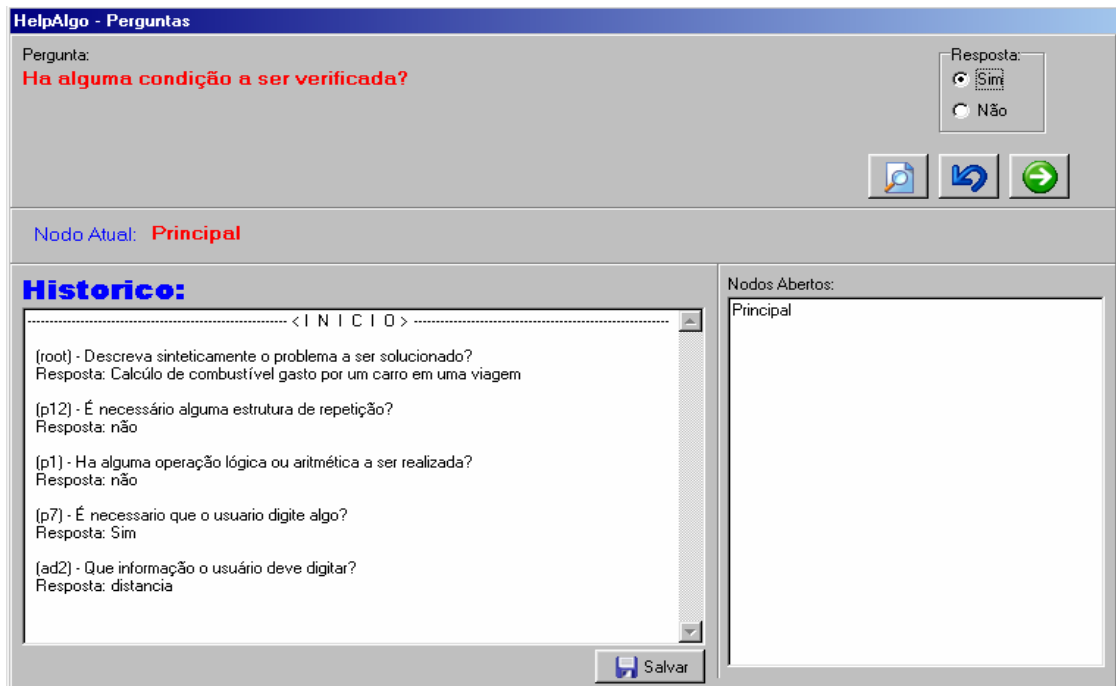 HelpAlgo - Perguntas
Pergunta:
Ha alguma condição a ser verificada?
Resposta:
Sim
Não
Nodo Atual: Principal
Historico:
---------------- < I N I C I O > ----------------
(root) - Descreva sinteticamente o problema a ser solucionado?
Resposta: Calcúlo de combustível gasto por um carro em uma viagem
(p12) - É necessário alguma estrutura de repetição?
Resposta: não
(p1) - Ha alguma operação lógica ou aritmética a ser realizada?
Resposta: não
(p7) - É necessario que o usuario digite algo?
Resposta: Sim
(ad2) - Que informação o usuário deve digitar?
Resposta: distancia
Salvar
Nodos Abertos:
Principal